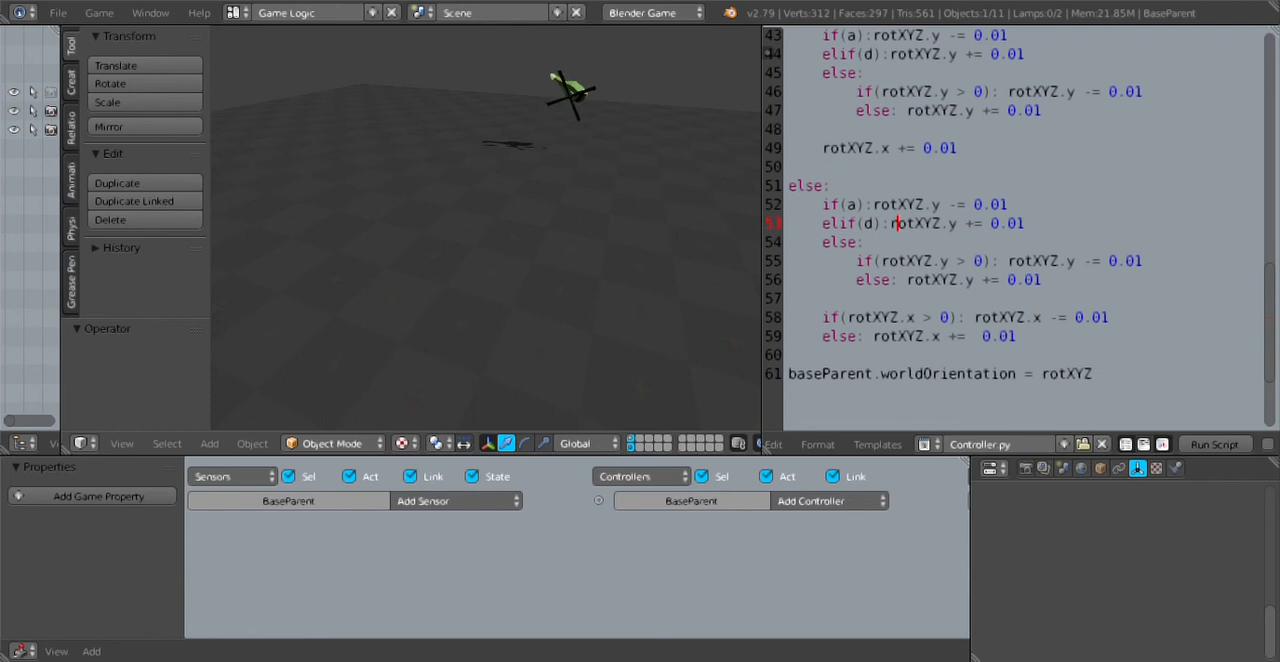 File Game Window Help Game Logic Scene Blender Game v2.79 | Verts:312 | Faces:297 | Tris:561 | Objects:1/11 | Lamps:0/2 | Mem:21.85M | BaseParent
Tool
Creat
Relatio
Animati
Physi
Grease Pen
Transform
Translate
Rotate
Scale
Mirror
Edit
Duplicate
Duplicate Linked
Delete
History
Operator
43 if(a):rotXYZ.y -= 0.01
44 elif(d):rotXYZ.y += 0.01
45 else:
46 if(rotXYZ.y > 0): rotXYZ.y -= 0.01
47 else: rotXYZ.y += 0.01
48
49 rotXYZ.x += 0.01
50
51 else:
52 if(a):rotXYZ.y -= 0.01
53 elif(d):rotXYZ.y += 0.01
54 else:
55 if(rotXYZ.y > 0): rotXYZ.y -= 0.01
56 else: rotXYZ.y += 0.01
57
58 if(rotXYZ.x > 0): rotXYZ.x -= 0.01
59 else: rotXYZ.x +=  0.01
60
61 baseParent.worldOrientation = rotXYZ
View Select Add Object Object Mode Global
Edit Format Templates Controller.py Run Script
Properties
Add Game Property
Sensors Sel Act Link State
BaseParent Add Sensor
Controllers Sel Act Link
BaseParent Add Controller
View Add